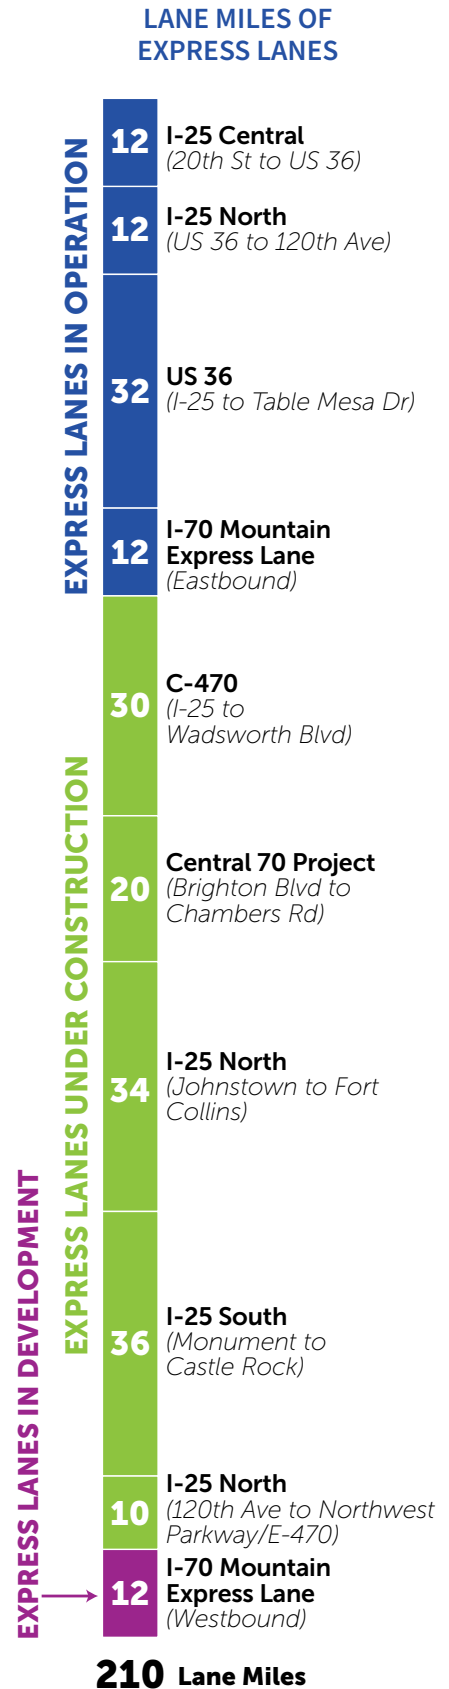 LANE MILES OF
EXPRESS LANES
EXPRESS LANES IN OPERATION
12
I-25 Central
(20th St to US 36)
12
I-25 North
(US 36 to 120th Ave)
32
US 36
(I-25 to Table Mesa Dr)
12
I-70 Mountain
Express Lane
(Eastbound)
EXPRESS LANES UNDER CONSTRUCTION
30
C-470
(I-25 to
Wadsworth Blvd)
20
Central 70 Project
(Brighton Blvd to
Chambers Rd)
34
I-25 North
(Johnstown to Fort
Collins)
36
I-25 South
(Monument to
Castle Rock)
10
I-25 North
(120th Ave to Northwest
Parkway/E-470)
EXPRESS LANES IN DEVELOPMENT
12
I-70 Mountain
Express Lane
(Westbound)
210 Lane Miles